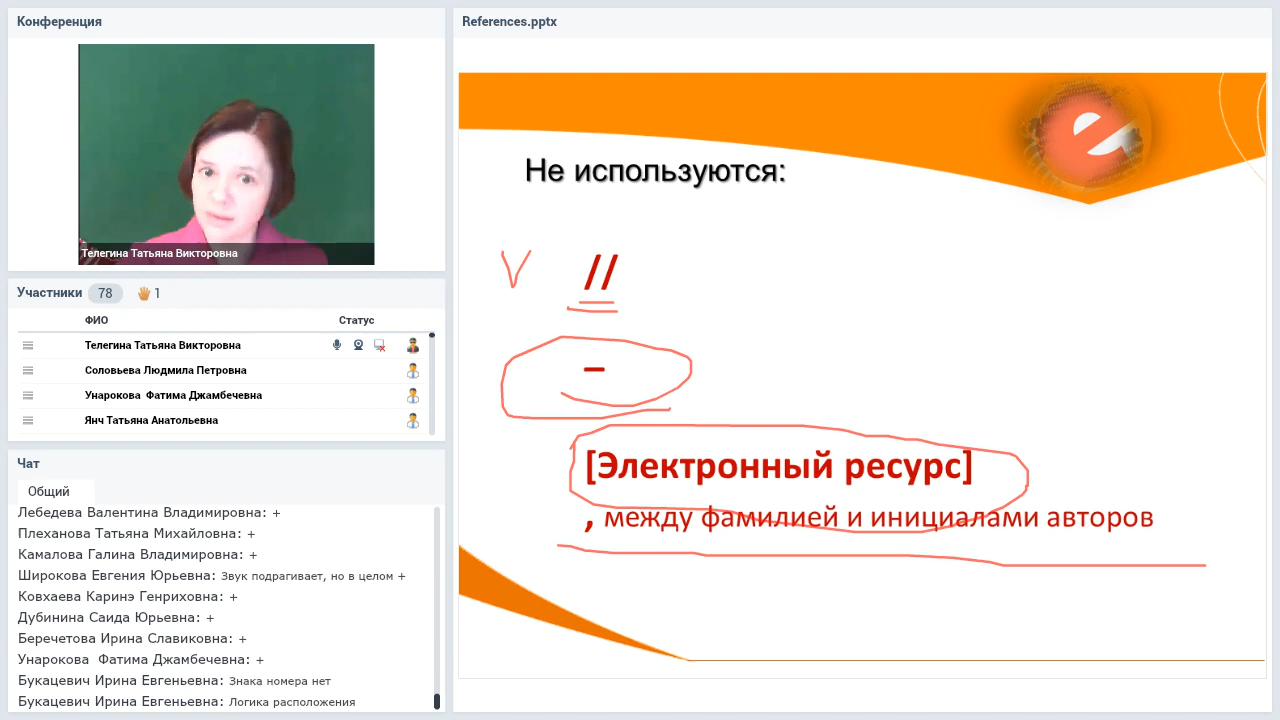 Конференция
Телегина Татьяна Викторовна
Участники 78 1
ФИО Статус
Телегина Татьяна Викторовна
Соловьева Людмила Петровна
Унарокова Фатима Джамбечевна
Янч Татьяна Анатольевна
Чат
Общий
Лебедева Валентина Владимировна: +
Плеханова Татьяна Михайловна: +
Камалова Галина Владимировна: +
Широкова Евгения Юрьевна: Звук подрагивает, но в целом +
Ковхаева Каринэ Генриховна: +
Дубинина Саида Юрьевна: +
Беречетова Ирина Славиковна: +
Унарокова Фатима Джамбечевна: +
Букацевич Ирина Евгеньевна: Знака номера нет
Букацевич Ирина Евгеньевна: Логика расположения
References.pptx
Не используются:
V //
–
[Электронный ресурс]
, между фамилией и инициалами авторов